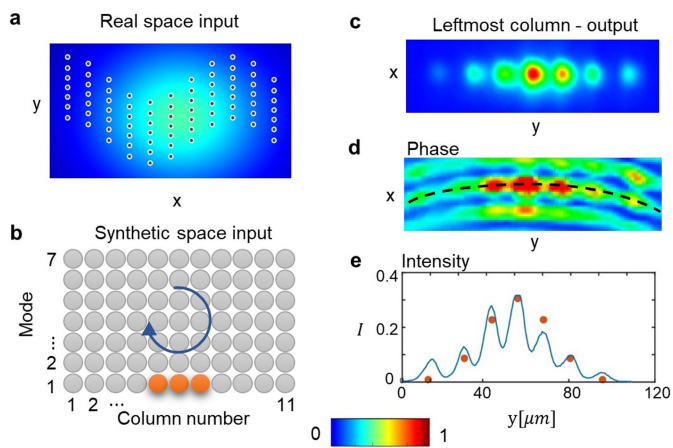 a
Real space input
y
x
b
Synthetic space input
7
Mode
...
2
1
1 2 ... 11
Column number
c
Leftmost column - output
x
y
d
Phase
x
y
e
Intensity
0.4
I
0.2
0
0 40 80 120
y[μm]
0 1